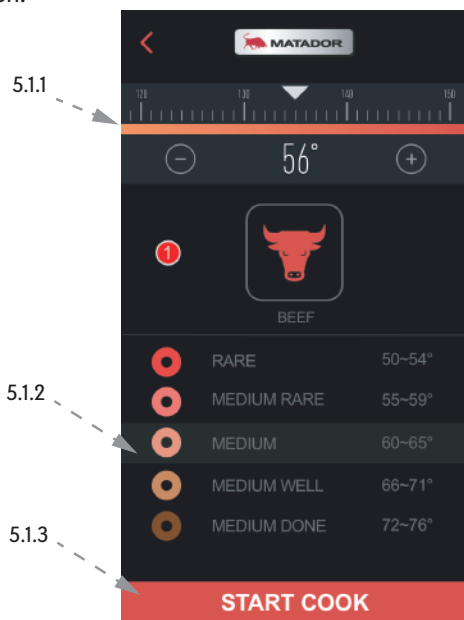 MATADOR
5.1.1
120 130 140 150
56°
1
BEEF
RARE 50~54°
5.1.2
MEDIUM RARE 55~59°
MEDIUM 60~65°
MEDIUM WELL 66~71°
5.1.3
MEDIUM DONE 72~76°
START COOK